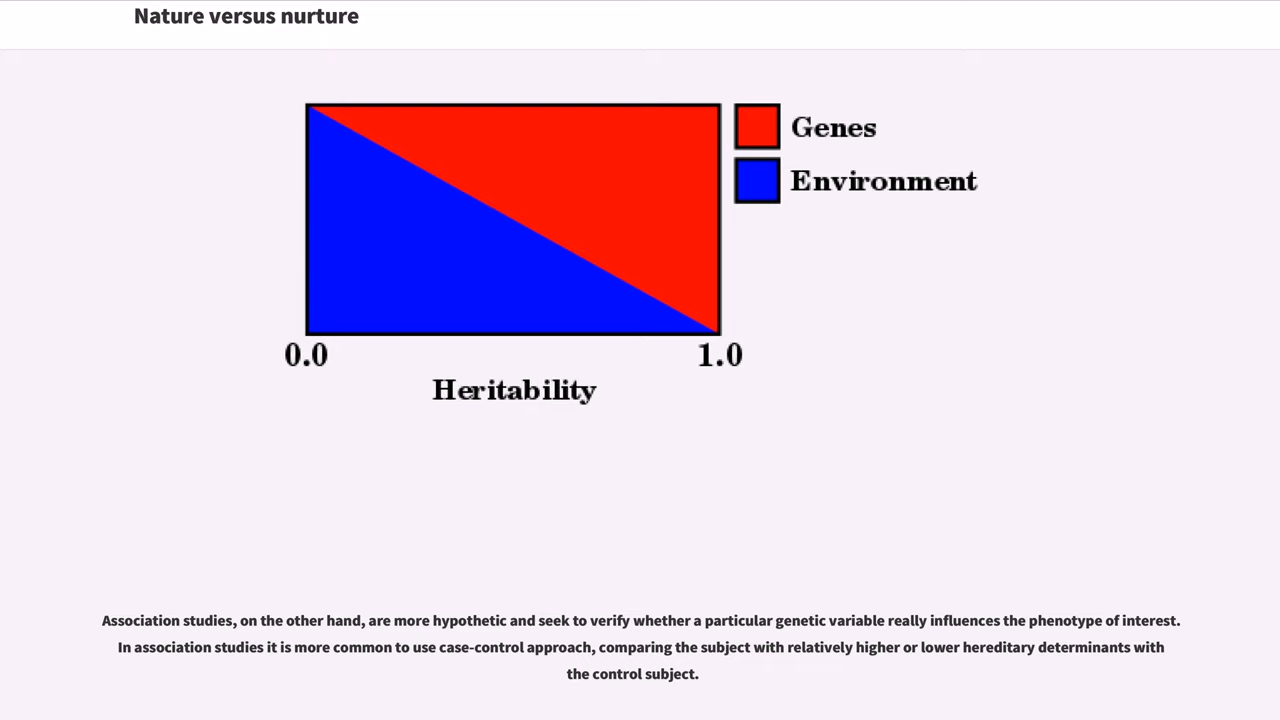 Nature versus nurture
Genes
Environment
0.0 1.0
Heritability
Association studies, on the other hand, are more hypothetic and seek to verify whether a particular genetic variable really influences the phenotype of interest.
In association studies it is more common to use case-control approach, comparing the subject with relatively higher or lower hereditary determinants with
the control subject.